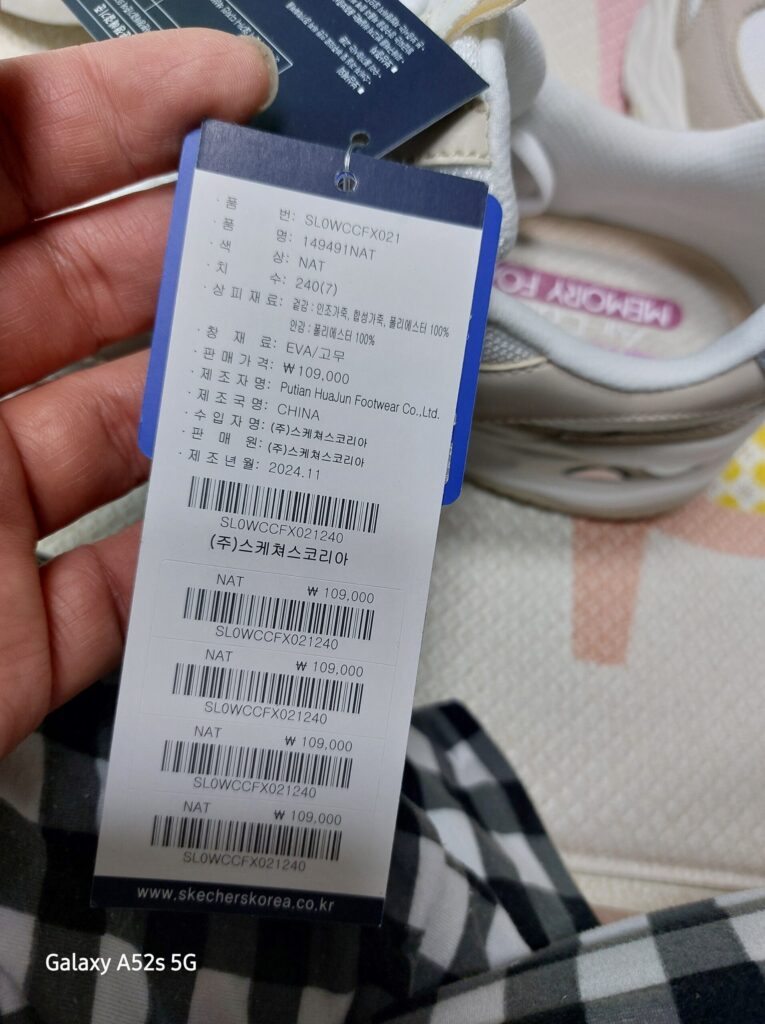 ·품 번: SL0WCCFX021
·품 명: 149491NAT
·색 상: NAT
·치 수: 240(7)
·상 피 재 료: 겉감 : 인조가죽, 합성가죽, 폴리에스터 100%
안감 : 폴리에스터 100%
·창 재 료: EVA/고무
·판 매 가 격: ₩109,000
·제 조 자 명: Putian HuaJun Footwear Co.,Ltd.
·제 조 국 명: CHINA
·수 입 자 명: (주)스케쳐스코리아
·판 매 원: (주)스케쳐스코리아
·제 조 년 월: 2024.11
SL0WCCFX021240
(주)스케쳐스코리아
NAT ₩ 109,000
SL0WCCFX021240
NAT ₩ 109,000
SL0WCCFX021240
NAT ₩ 109,000
SL0WCCFX021240
NAT ₩ 109,000
SL0WCCFX021240
www.skecherskorea.co.kr
MEMORY FO
Galaxy A52s 5G